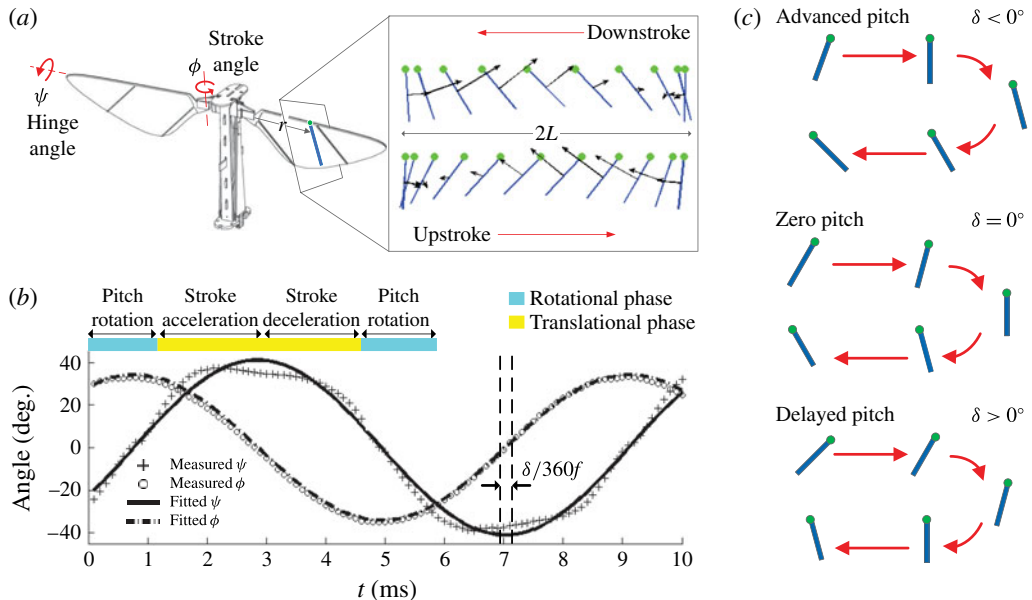 (a)
Stroke
angle
ϕ
ψ
Hinge
angle
r
Downstroke
2L
Upstroke
(b)
Pitch
rotation
Stroke
acceleration
Stroke
deceleration
Pitch
rotation
Rotational phase
Translational phase
Angle (deg.)
40
20
0
−20
−40
Measured ψ
Measured ϕ
Fitted ψ
Fitted ϕ
δ/360f
0 1 2 3 4 5 6 7 8 9 10
t (ms)
(c)
Advanced pitch δ < 0°
Zero pitch δ = 0°
Delayed pitch δ > 0°